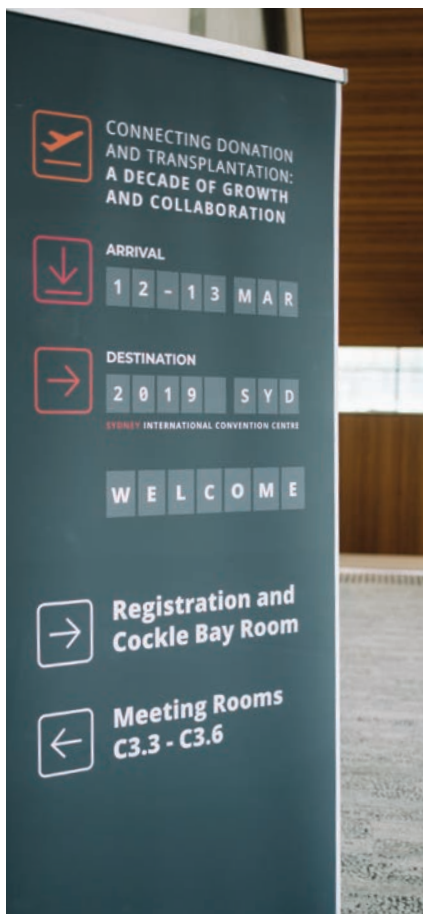 CONNECTING DONATION
AND TRANSPLANTATION:
A DECADE OF GROWTH
AND COLLABORATION
ARRIVAL
12-13 MAR
DESTINATION
2019 SYD
SYDNEY INTERNATIONAL CONVENTION CENTRE
WELCOME
Registration and
Cockle Bay Room
Meeting Rooms
C3.3 - C3.6